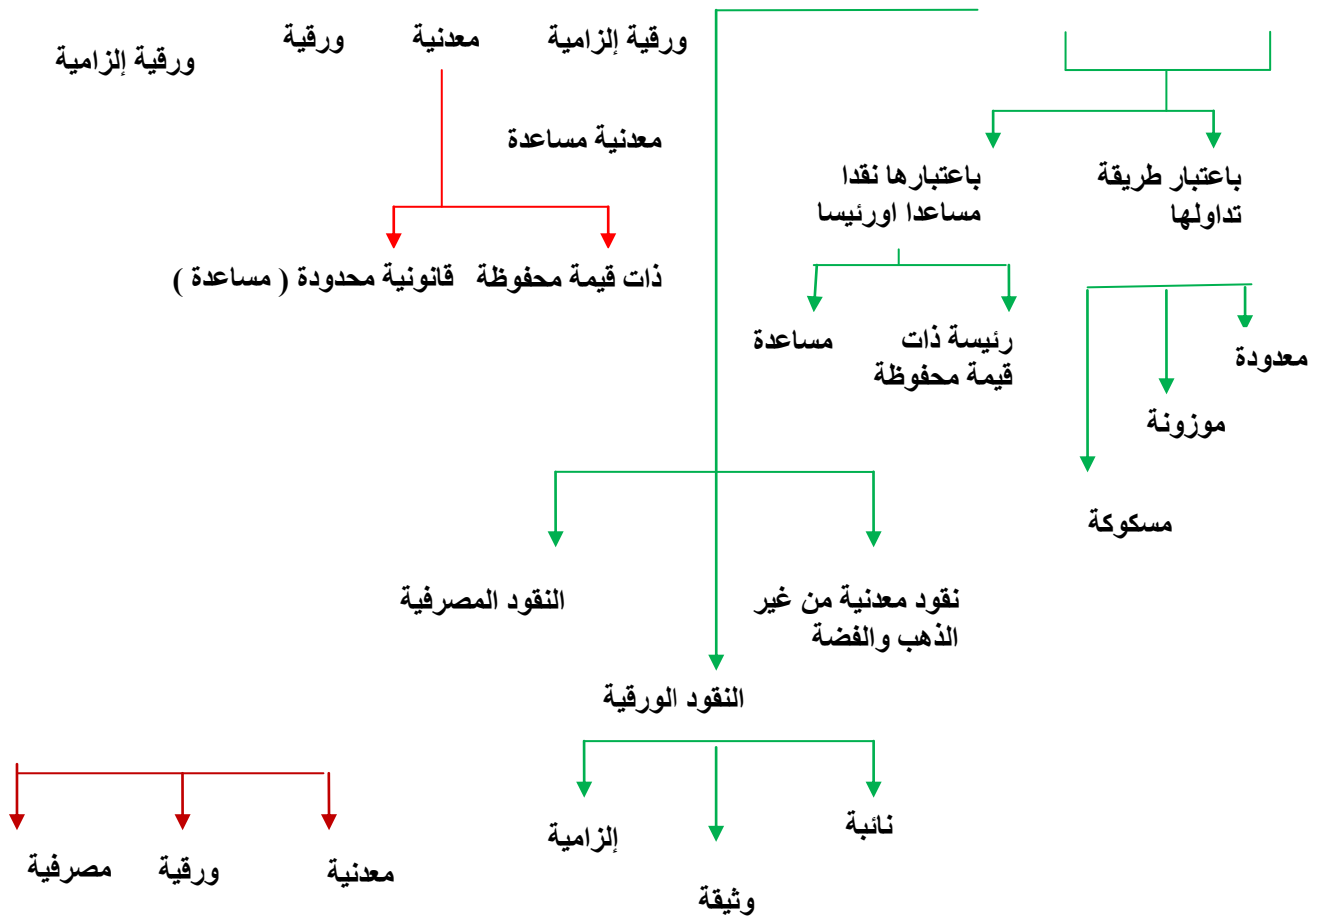 ورقية إلزامية
معدنية
ورقية
ورقية إلزامية
معدنية مساعدة
باعتبار طريقة
تداولها
باعتبارها نقدا
مساعدا اورئيسا
ذات قيمة محفوظة
قانونية محدودة ( مساعدة )
معدودة
رئيسة ذات
قيمة محفوظة
مساعدة
موزونة
مسكوكة
نقود معدنية من غير
الذهب والفضة
النقود المصرفية
النقود الورقية
نائبة
إلزامية
وثيقة
معدنية
ورقية
مصرفية